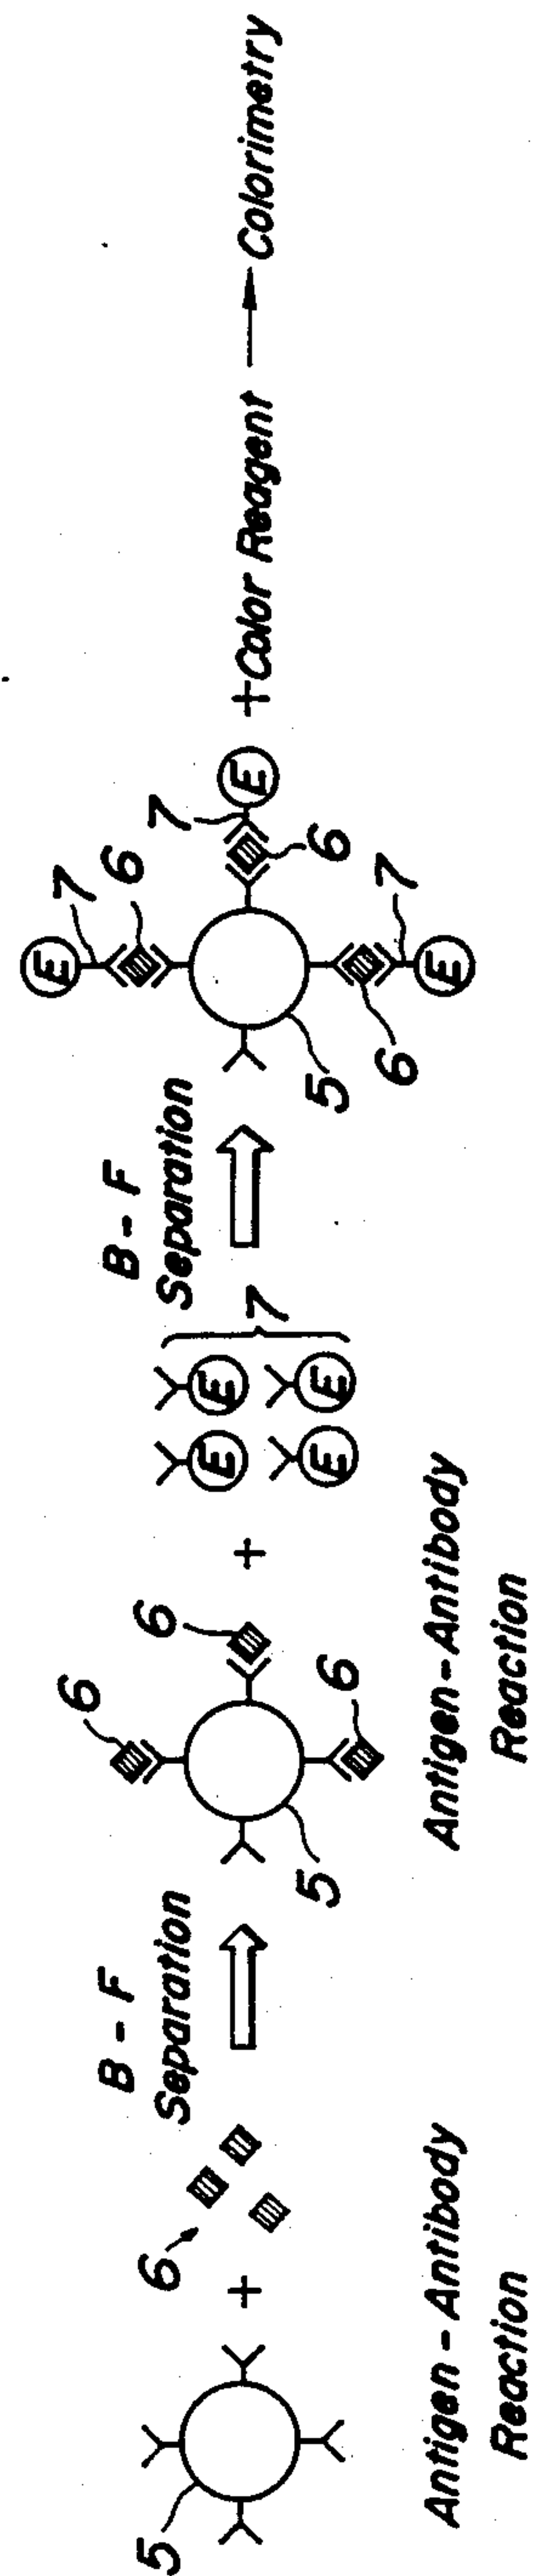 5
+
6
Antigen - Antibody
Reaction
B - F
Separation
5
6
6
6
+
E E
E E
7
Antigen - Antibody
Reaction
B - F
Separation
5
E
7
6
7
E
6
6
7
E
+ Color Reagent
Colorimetry